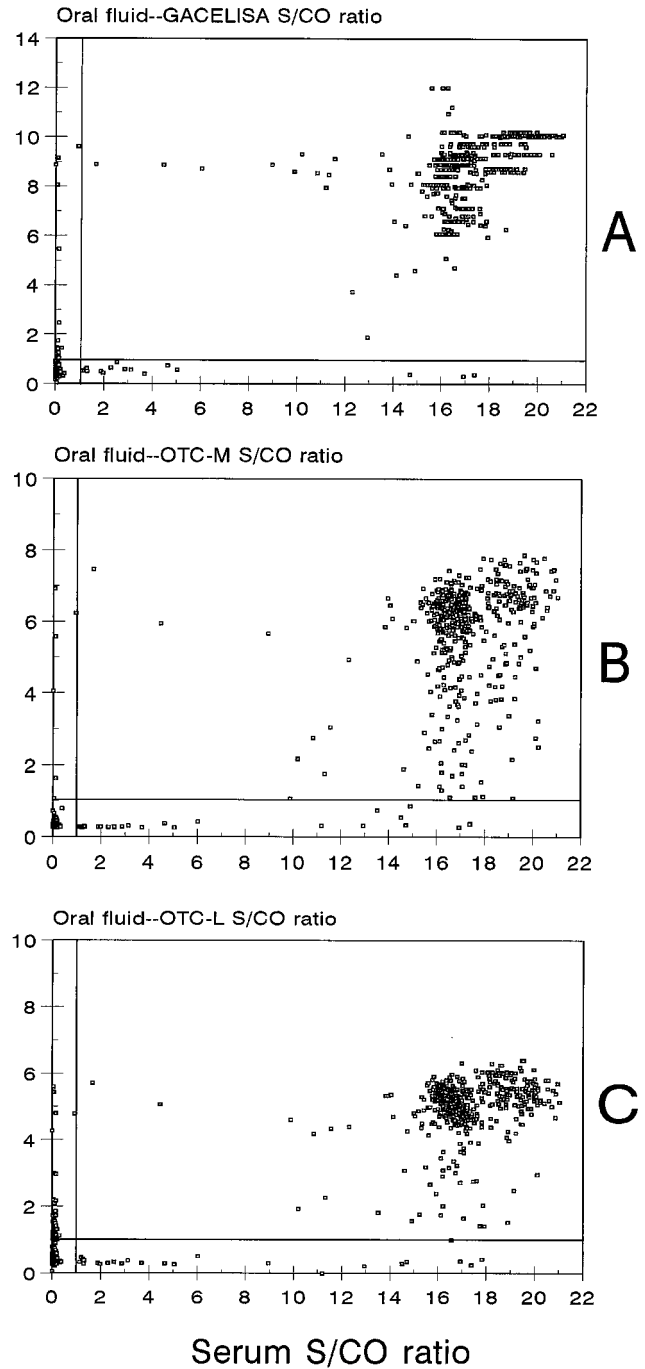 Oral fluid--GACELISA S/CO ratio
14
12
10
8
6
4
2
0
0 2 4 6 8 10 12 14 16 18 20 22
A
Oral fluid--OTC-M S/CO ratio
10
8
6
4
2
0
0 2 4 6 8 10 12 14 16 18 20 22
B
Oral fluid--OTC-L S/CO ratio
10
8
6
4
2
0
0 2 4 6 8 10 12 14 16 18 20 22
C
Serum S/CO ratio